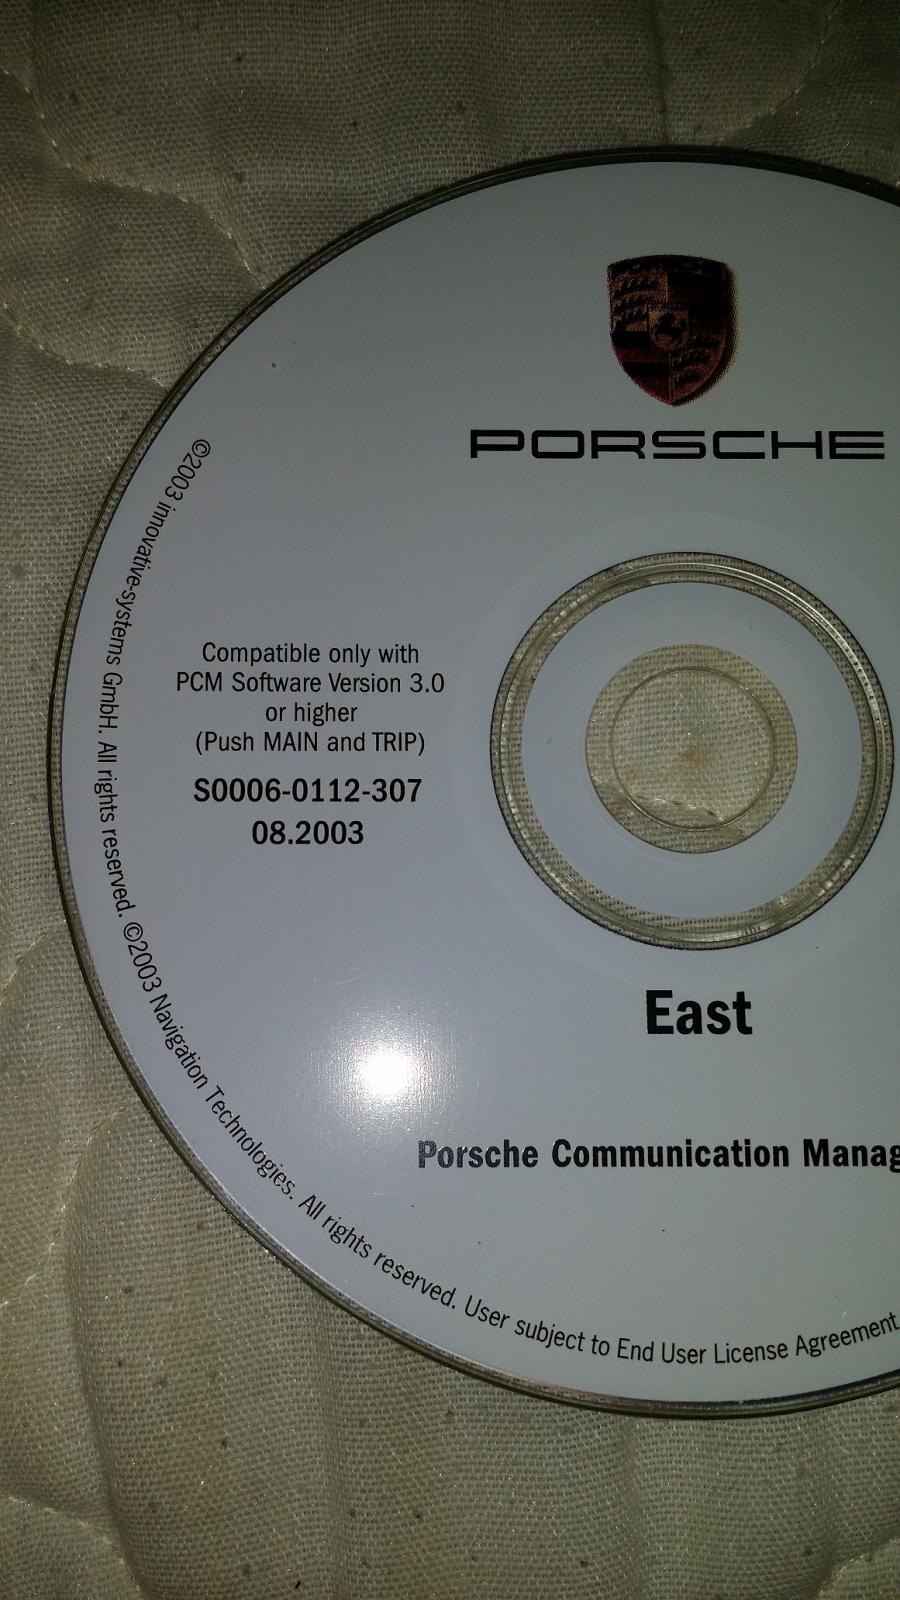 PORSCHE
Compatible only with
PCM Software Version 3.0
or higher
(Push MAIN and TRIP)
S0006-0112-307
08.2003
East
Porsche Communication Manag
©2003 innovative-systems GmbH. All rights reserved. ©2003 Navigation Technologies. All rights reserved. User subject to End User License Agreement.